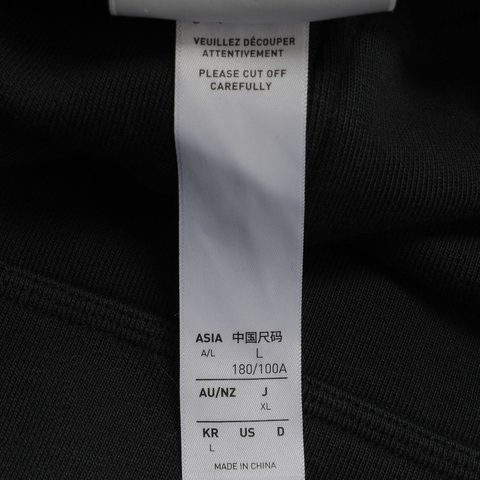 VEUILLEZ DÉCOUPER
ATTENTIVEMENT
PLEASE CUT OFF
CAREFULLY
ASIA 中国尺码
A/L L
180/100A
AU/NZ J
XL
KR US D
L
MADE IN CHINA